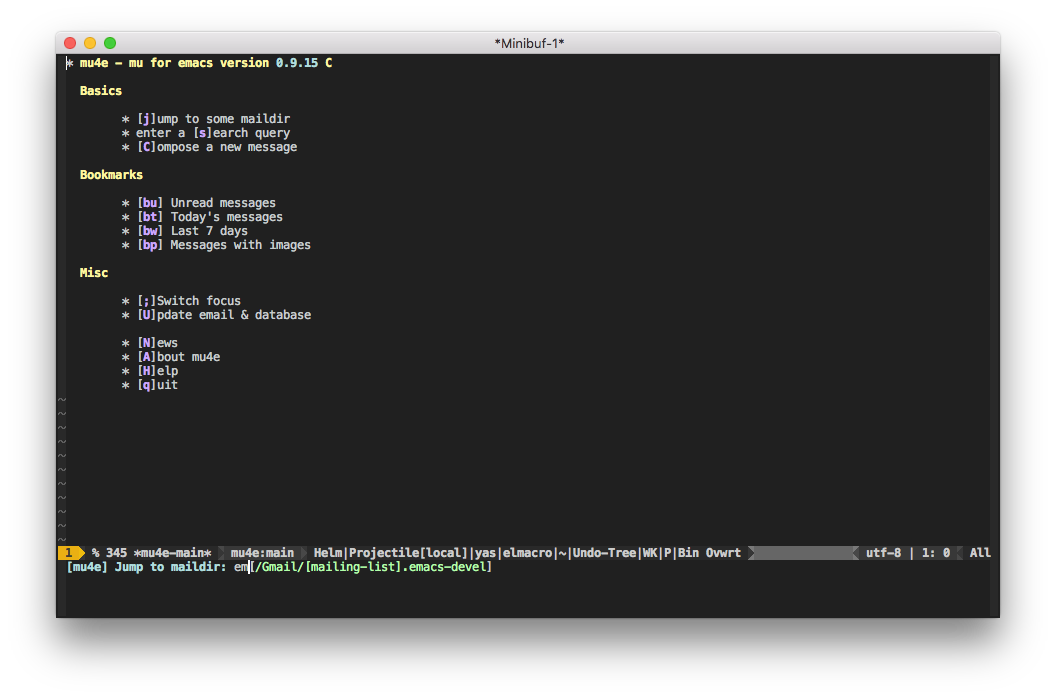 *Minibuf-1*
* mu4e - mu for emacs version 0.9.15 C
Basics
* [j]ump to some maildir
* enter a [s]earch query
* [C]ompose a new message
Bookmarks
* [bu] Unread messages
* [bt] Today's messages
* [bw] Last 7 days
* [bp] Messages with images
Misc
* [;]Switch focus
* [U]pdate email & database
* [N]ews
* [A]bout mu4e
* [H]elp
* [q]uit
~
~
~
~
~
~
~
~
~
~
~
1 % 345 *mu4e-main* mu4e:main Helm|Projectile[local]|yas|elmacro|~|Undo-Tree|WK|P|Bin Ovwrt utf-8 | 1: 0 All
[mu4e] Jump to maildir: em[/Gmail/[mailing-list].emacs-devel]